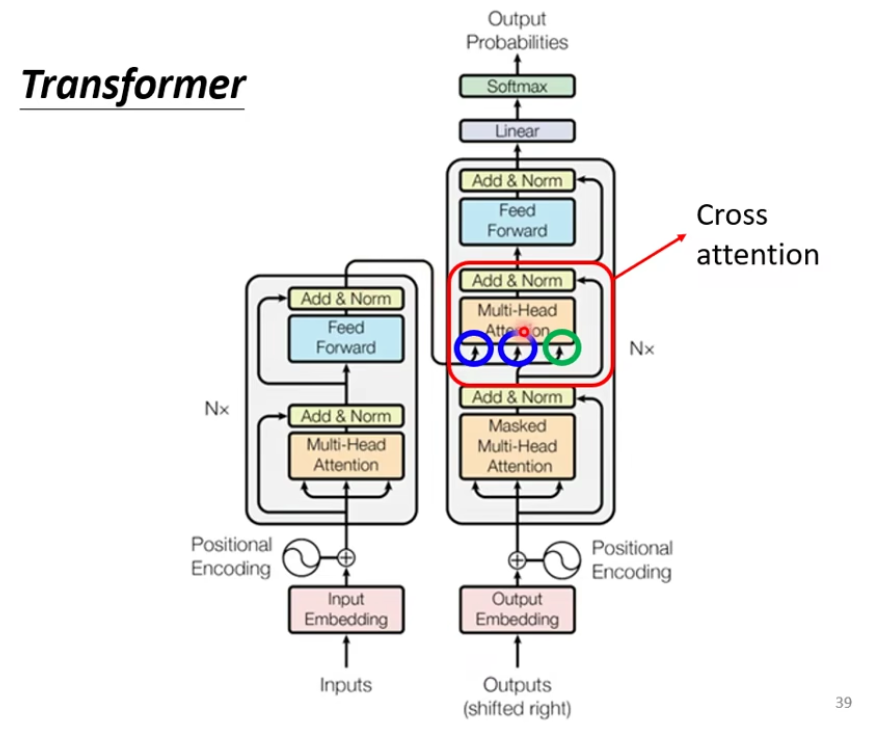 Transformer
Output
Probabilities
Softmax
Linear
Add & Norm
Feed
Forward
Add & Norm
Multi-Head
Attention
Cross
attention
Nx
Add & Norm
Masked
Multi-Head
Attention
Add & Norm
Feed
Forward
Nx
Add & Norm
Multi-Head
Attention
Positional
Encoding
Positional
Encoding
Input
Embedding
Output
Embedding
Inputs
Outputs
(shifted right)
39